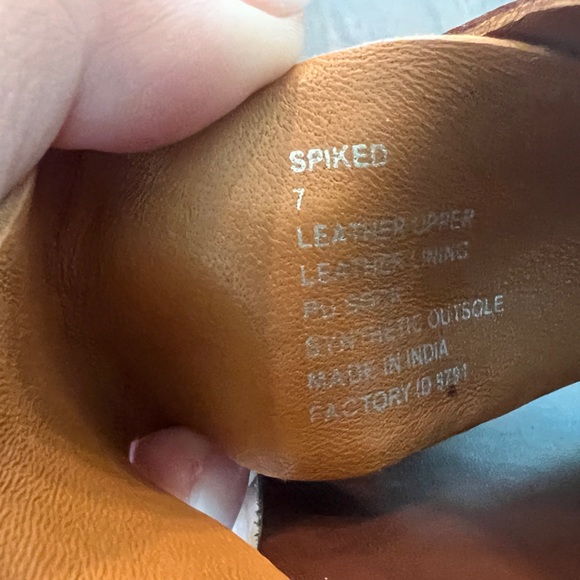 SPIKED
7
LEATHER UPPER
LEATHER LINING
PU SOCK
SYNTHETIC OUTSOLE
MADE IN INDIA
FACTORY ID